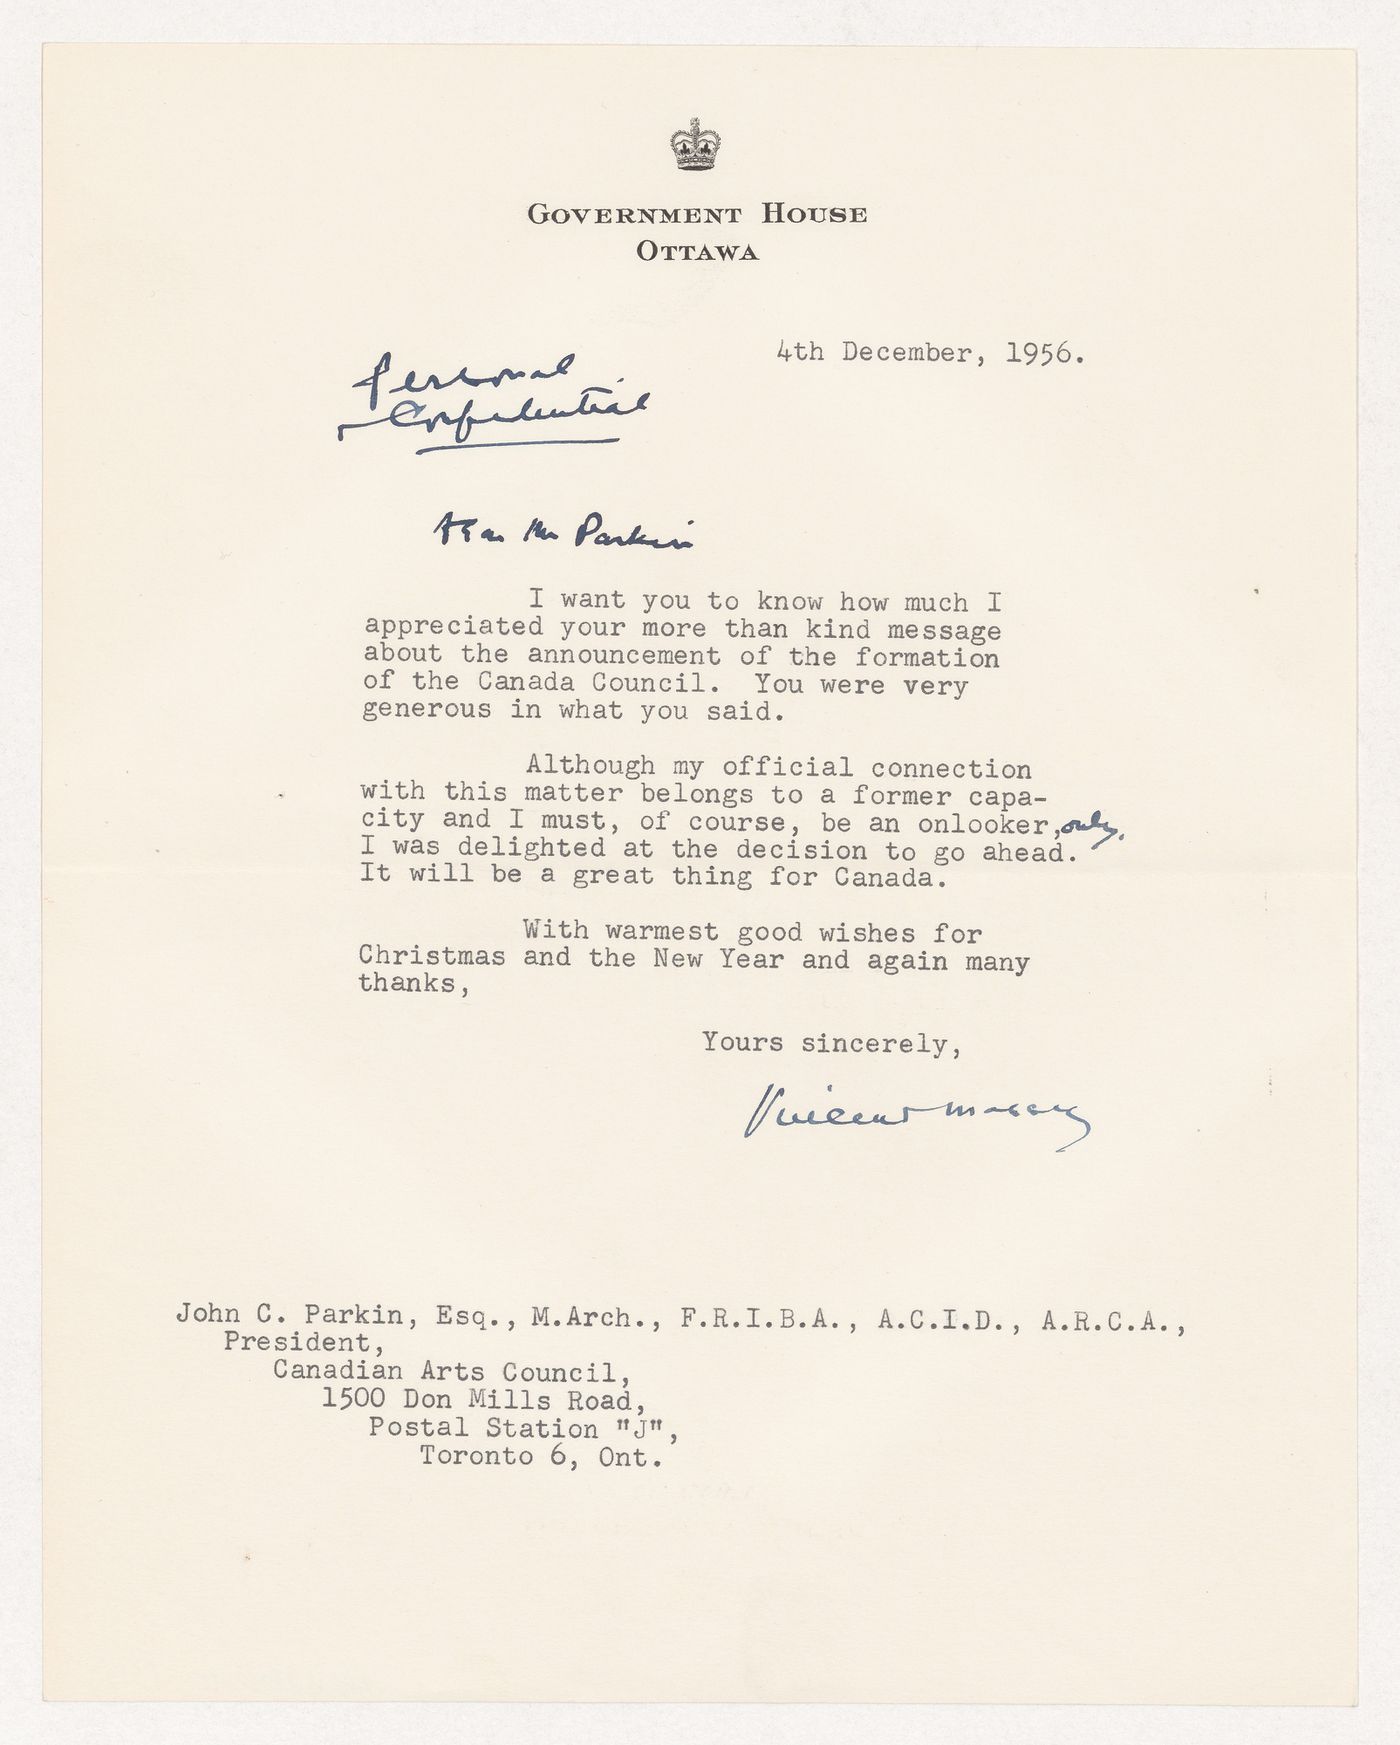 GOVERNMENT HOUSE
OTTAWA
4th December, 1956.
Personal
Confidential
Dear Mr Parkin
I want you to know how much I
appreciated your more than kind message
about the announcement of the formation
of the Canada Council.  You were very
generous in what you said.
Although my official connection
with this matter belongs to a former capa-
city and I must, of course, be an onlooker, only,
I was delighted at the decision to go ahead.
It will be a great thing for Canada.
With warmest good wishes for
Christmas and the New Year and again many
thanks,
Yours sincerely,
Vincent Massey
John C. Parkin, Esq., M.Arch., F.R.I.B.A., A.C.I.D., A.R.C.A.,
President,
Canadian Arts Council,
1500 Don Mills Road,
Postal Station "J",
Toronto 6, Ont.